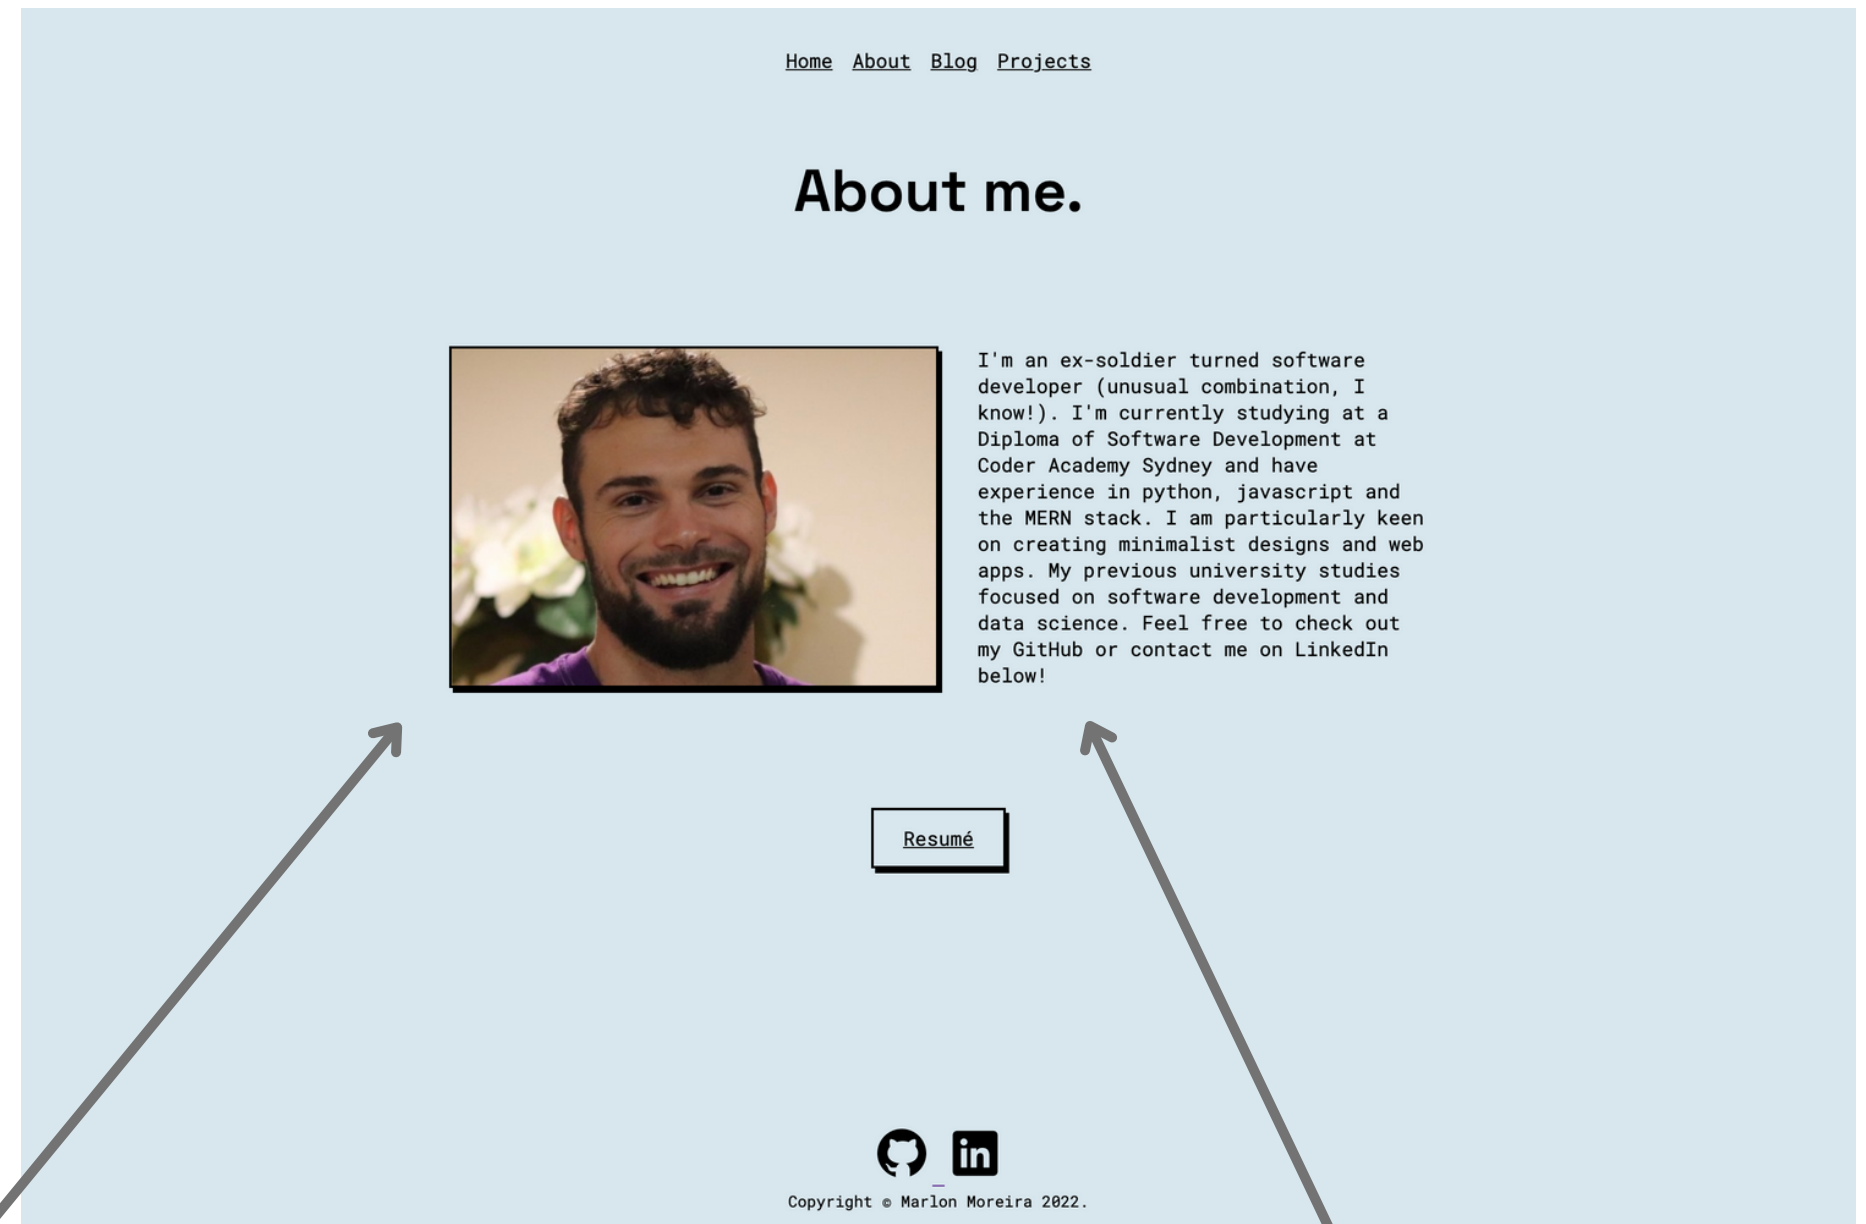 Home About Blog Projects
About me.
I'm an ex-soldier turned software
developer (unusual combination, I
know!). I'm currently studying at a
Diploma of Software Development at
Coder Academy Sydney and have
experience in python, javascript and
the MERN stack. I am particularly keen
on creating minimalist designs and web
apps. My previous university studies
focused on software development and
data science. Feel free to check out
my GitHub or contact me on LinkedIn
below!
Resumé
in
Copyright © Marlon Moreira 2022.